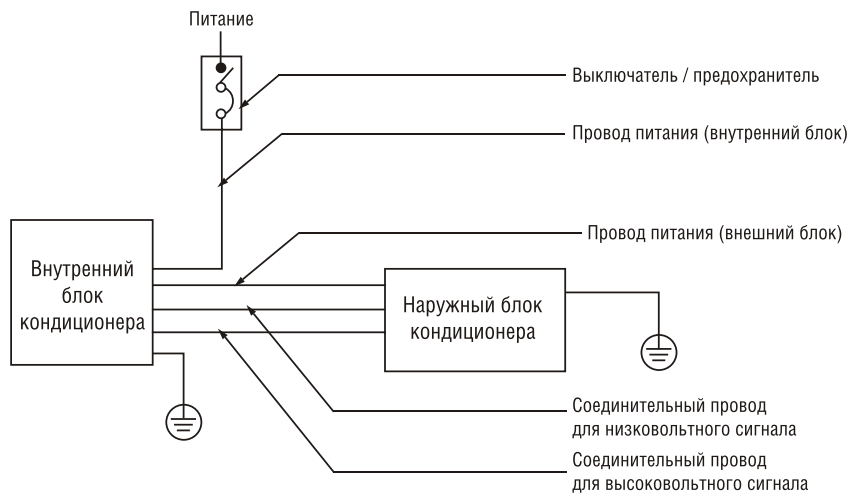 Питание
Выключатель / предохранитель
Провод питания (внутренний блок)
Провод питания (внешний блок)
Внутренний
блок
кондиционера
Наружный блок
кондиционера
Соединительный провод
для низковольтного сигнала
Соединительный провод
для высоковольтного сигнала